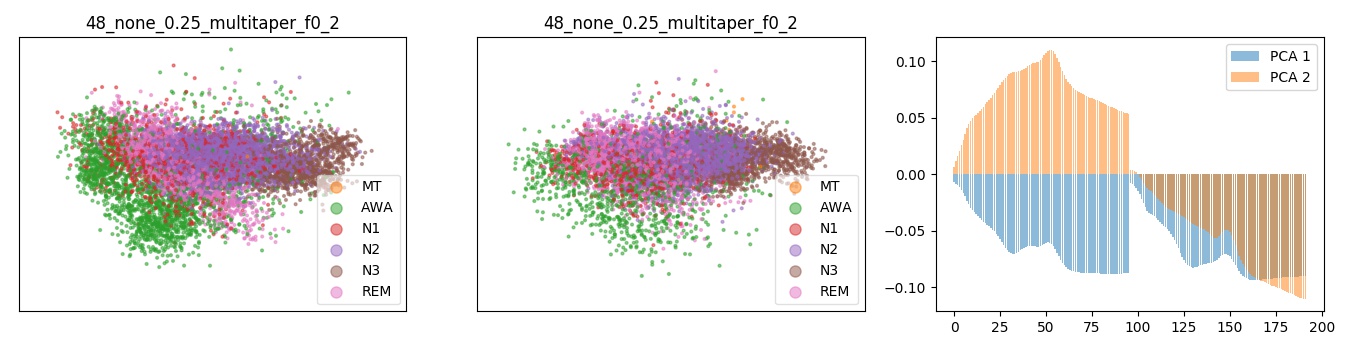 48_none_0.25_multitaper_f0_2
MT
AWA
N1
N2
N3
REM
48_none_0.25_multitaper_f0_2
MT
AWA
N1
N2
N3
REM
PCA 1
PCA 2
0.10
0.05
0.00
−0.05
−0.10
0 25 50 75 100 125 150 175 200